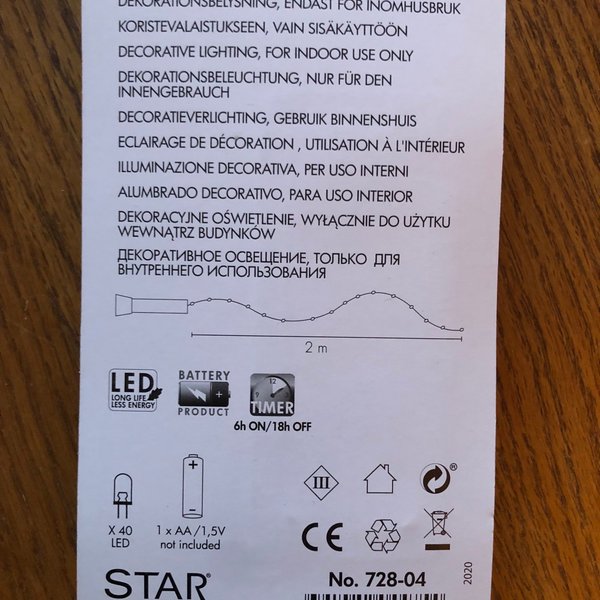 DEKORATIONSBELYSNING, ENDAST FÖR INOMHUSBRUK
KORISTEVALAISTUKSEEN, VAIN SISÄKÄYTTÖÖN
DECORATIVE LIGHTING, FOR INDOOR USE ONLY
DEKORATIONSBELEUCHTUNG, NUR FÜR DEN
INNENGEBRAUCH
DECORATIEVERLICHTING, GEBRUIK BINNENSHUIS
ECLAIRAGE DE DÉCORATION , UTILISATION À L'INTÉRIEUR
ILLUMINAZIONE DECORATIVA, PER USO INTERNI
ALUMBRADO DECORATIVO, PARA USO INTERIOR
DEKORACYJNE OŚWIETLENIE, WYŁĄCZNIE DO UŻYTKU
WEWNĄTRZ BUDYNKÓW
ДЕКОРАТИВНОЕ ОСВЕЩЕНИЕ, ТОЛЬКО ДЛЯ
ВНУТРЕННЕГО ИСПОЛЬЗОВАНИЯ
2 m
LED
LONG LIFE
LESS ENERGY
BATTERY
PRODUCT
12
9
TIMER
6h ON/18h OFF
III
X 40
LED
1 x AA /1,5V
not included
CE
STAR®
No. 728-04
2020